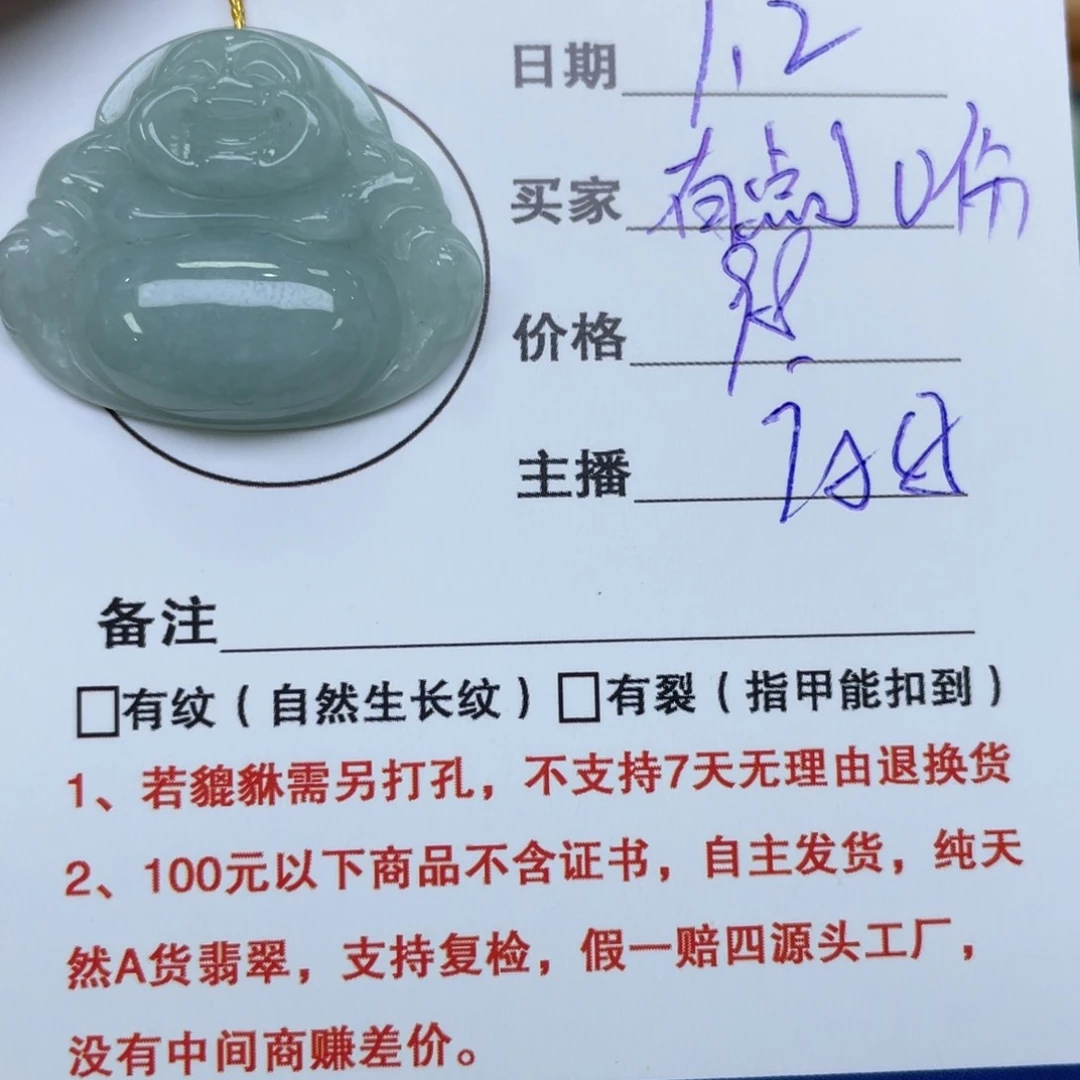 日期 1.2
买家 有点
价格
主播
备注
□有纹（自然生长纹）□有裂（指甲能扣到）
1、若貔貅需另打孔，不支持7天无理由退换货
2、100元以下商品不含证书，自主发货，纯天
然A货翡翠，支持复检，假一赔四源头工厂，
没有中间商赚差价。